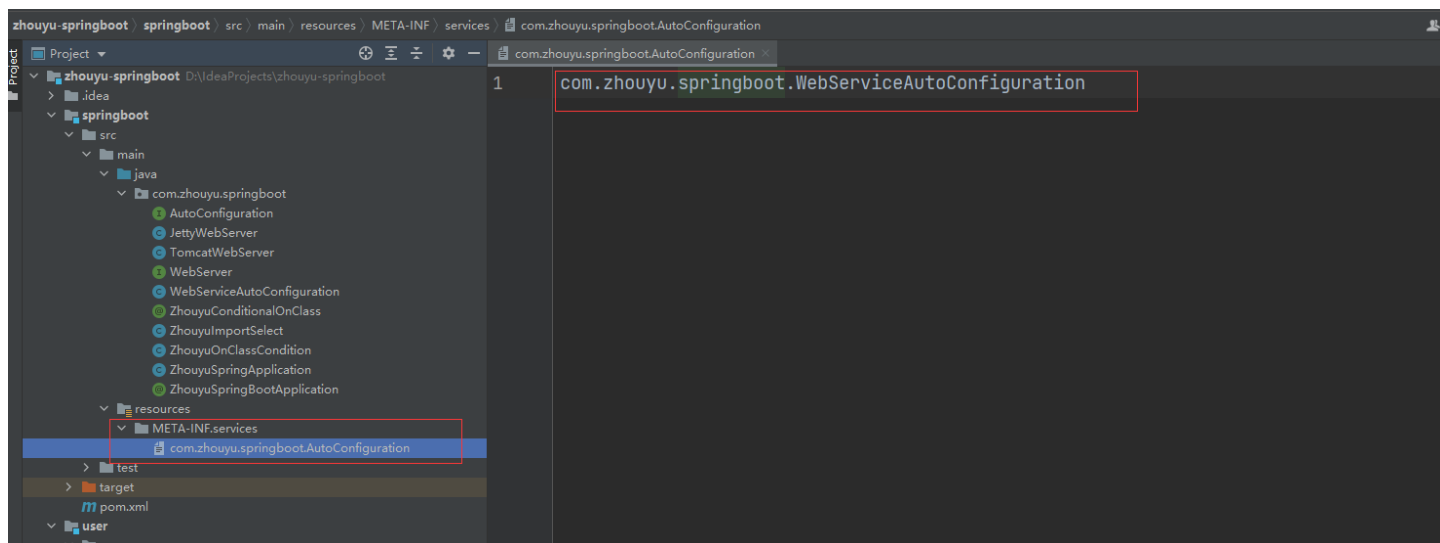 zhouyu-springboot 〉 springboot 〉 src 〉 main 〉 resources 〉 META-INF 〉 services 〉 com.zhouyu.springboot.AutoConfiguration
Project
Project
com.zhouyu.springboot.AutoConfiguration ×
zhouyu-springboot D:\IdeaProjects\zhouyu-springboot
.idea
springboot
src
main
java
com.zhouyu.springboot
AutoConfiguration
JettyWebServer
TomcatWebServer
WebServer
WebServiceAutoConfiguration
ZhouyuConditionalOnClass
ZhouyuImportSelect
ZhouyuOnClassCondition
ZhouyuSpringApplication
ZhouyuSpringBootApplication
resources
META-INF.services
com.zhouyu.springboot.AutoConfiguration
test
target
pom.xml
user
1 com.zhouyu.springboot.WebServiceAutoConfiguration